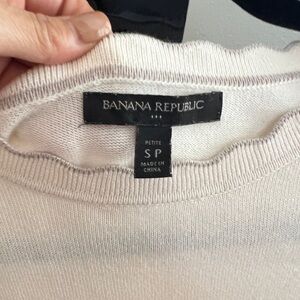 BANANA REPUBLIC
PETITE
S P
MADE IN
CHINA